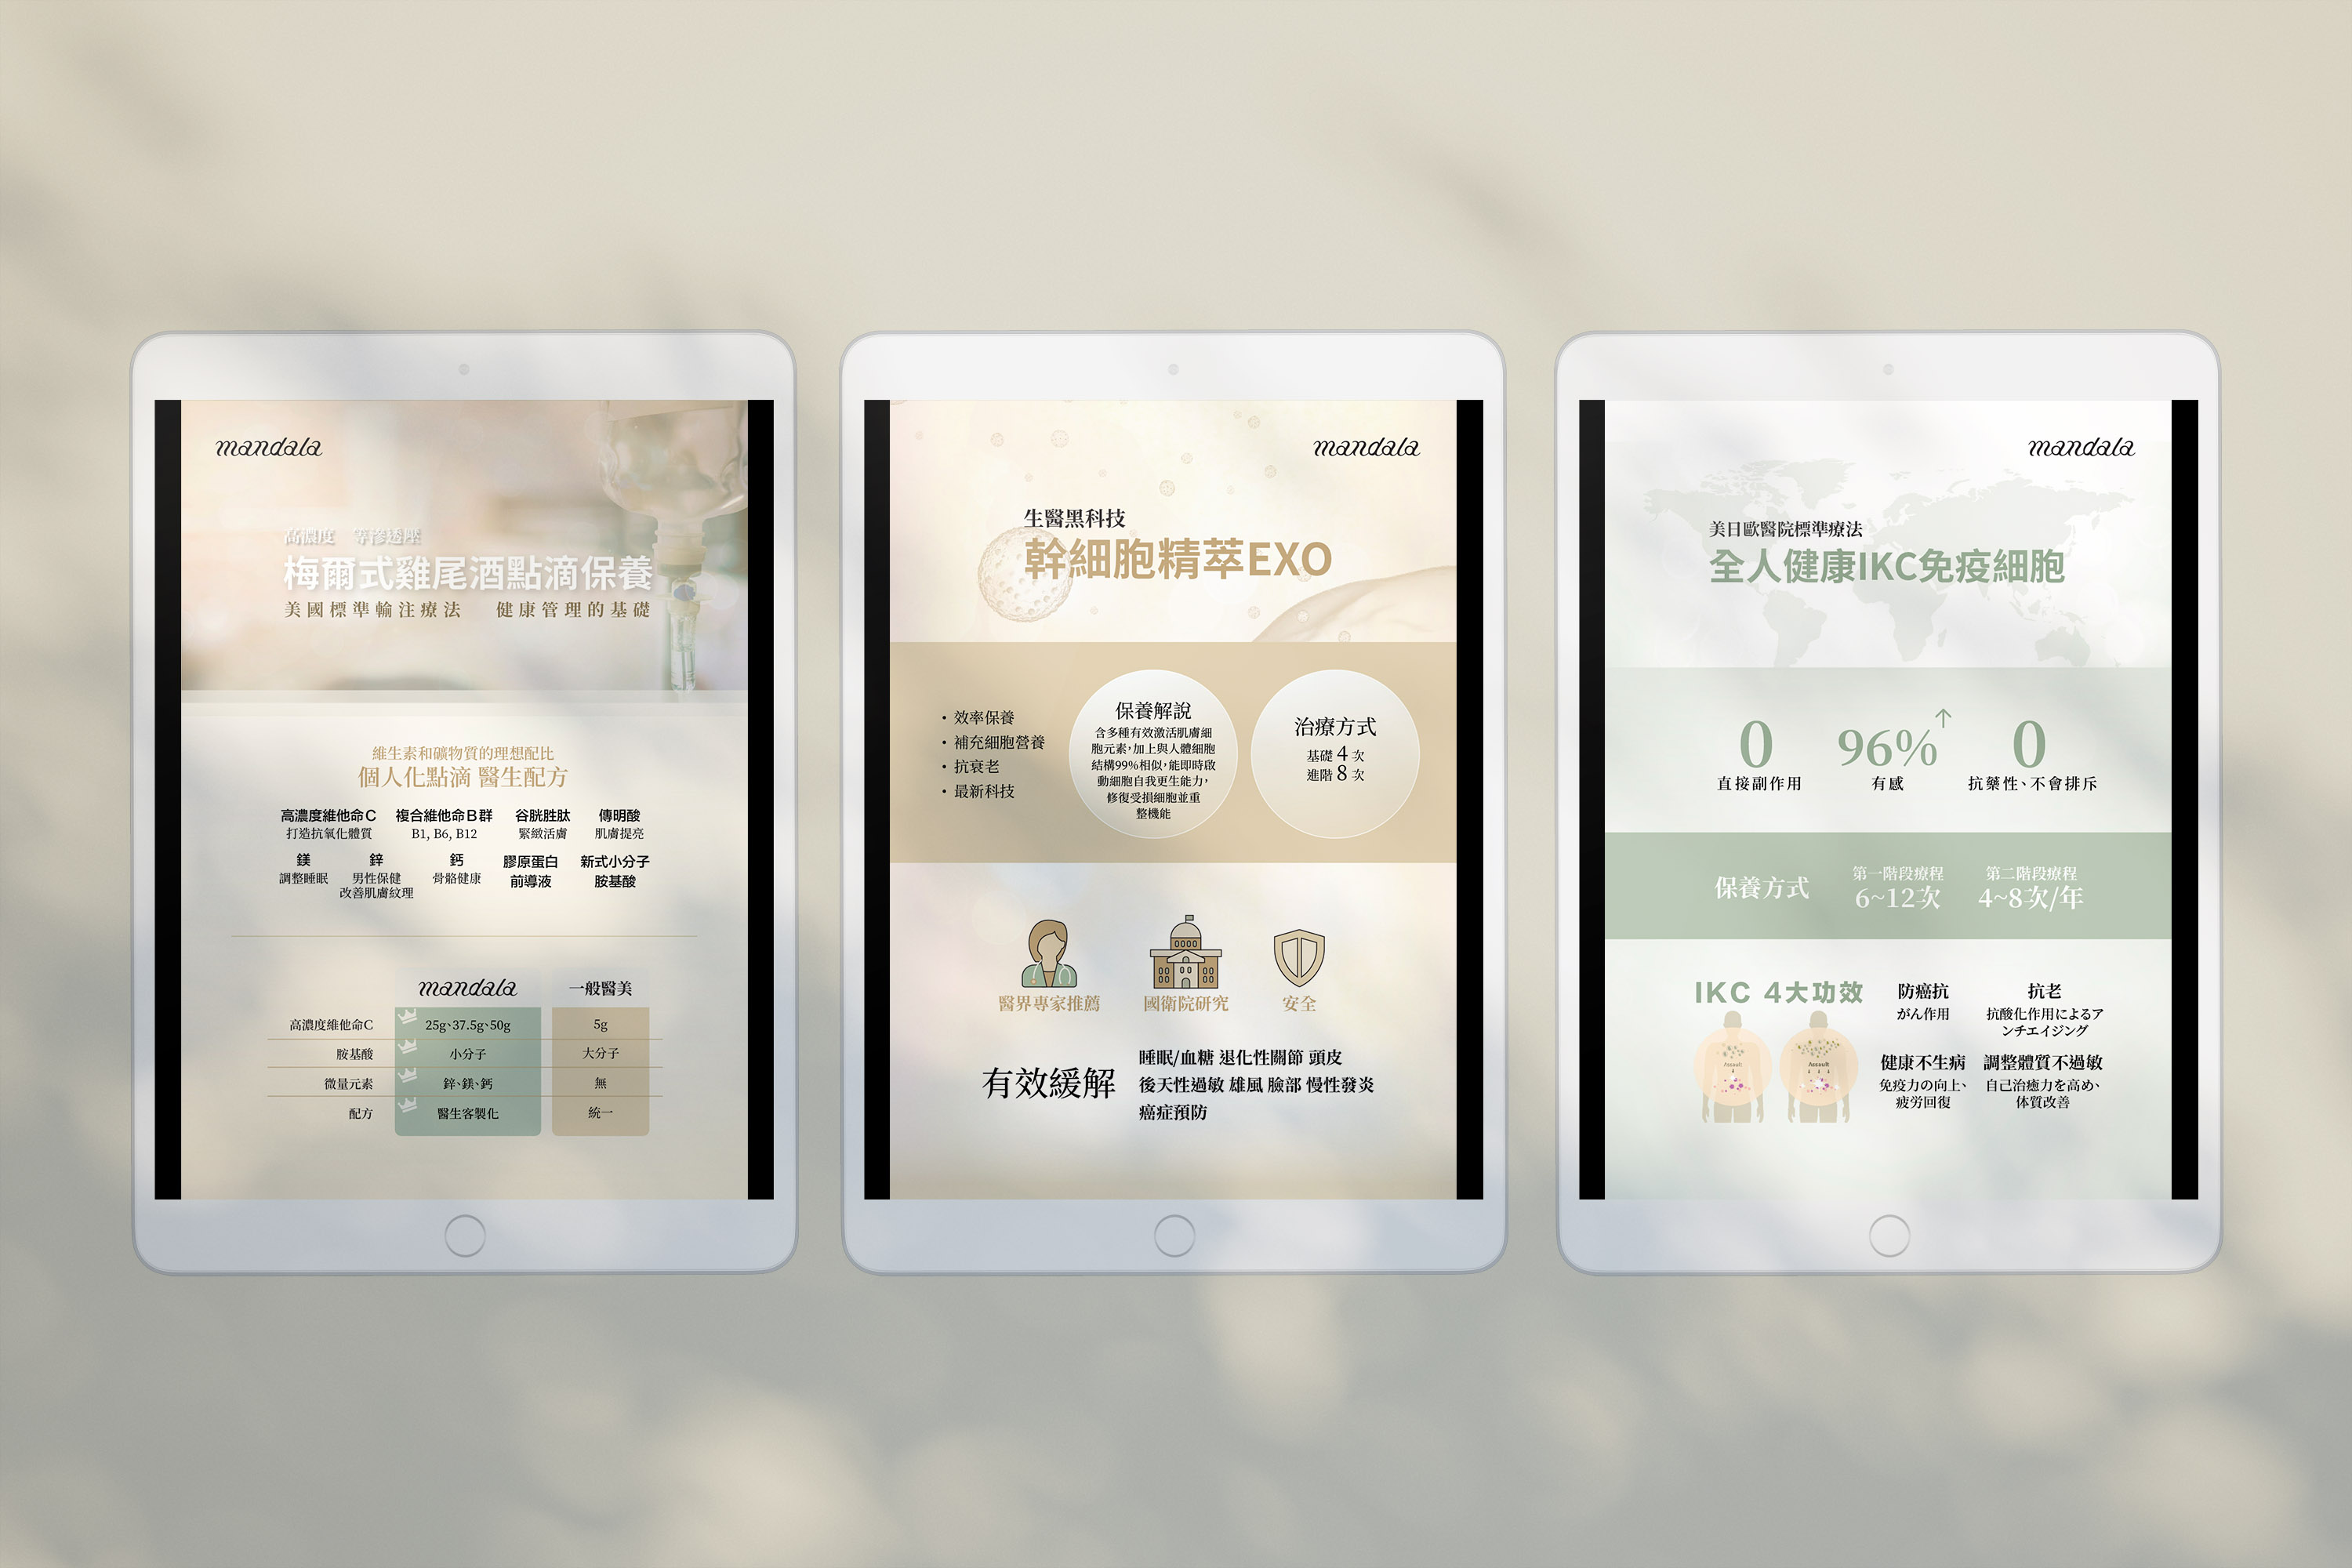 mandala
高濃度 等滲透壓
梅爾式雞尾酒點滴保養
美國標準輸注療法 健康管理的基礎
維生素和礦物質的理想配比
個人化點滴 醫生配方
高濃度維他命C 複合維他命B群 谷胱胜肽 傳明酸
打造抗氧化體質 B1, B6, B12 緊緻活膚 肌膚提亮
鎂 鋅 鈣 膠原蛋白 新式小分子
調整睡眠 男性保健 骨骼健康 前導液 胺基酸
改善肌膚紋理
mandala 一般醫美
高濃度維他命C 25g、37.5g、50g 5g
胺基酸 小分子 大分子
微量元素 鋅、鎂、鈣 無
配方 醫生客製化 統一
mandala
生醫黑科技
幹細胞精萃EXO
• 效率保養
• 補充細胞營養
• 抗衰老
• 最新科技
保養解說
含多種有效激活肌膚細
胞元素，加上與人體細胞
結構99%相似，能即時啟
動細胞自我更生能力，
修復受損細胞並重
整機能
治療方式
基礎 4 次
進階 8 次
醫界專家推薦 國衛院研究 安全
有效緩解
睡眠/血糖 退化性關節 頭皮
後天性過敏 雄風 臉部 慢性發炎
癌症預防
mandala
美日歐醫院標準療法
全人健康IKC免疫細胞
0 96% ↑ 0
直接副作用 有感 抗藥性、不會排斥
保養方式
第一階段療程 第二階段療程
6~12次 4~8次/年
IKC 4大功效
Assault Assault
防癌抗 抗老
がん作用 抗酸化作用によるア
ンチエイジング
健康不生病 調整體質不過敏
免疫力の向上、 自己治癒力を高め、
疲労回復 体質改善